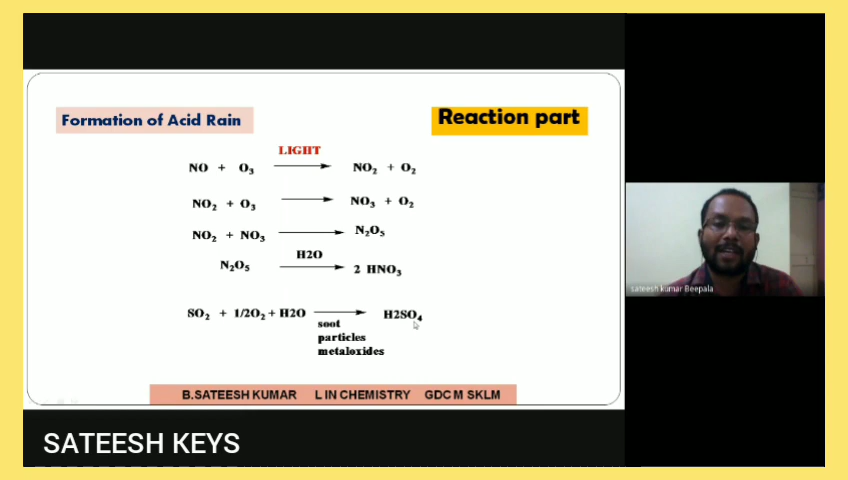 Formation of Acid Rain
Reaction part
LIGHT
NO + O₃ ⟶ NO₂ + O₂
NO₂ + O₃ ⟶ NO₃ + O₂
NO₂ + NO₃ ⟶ N₂O₅
H2O
N₂O₅ ⟶ 2 HNO₃
SO₂ + 1/2O₂ + H2O ⟶ H2SO₄
soot
particles
metaloxides
B.SATEESH KUMAR L IN CHEMISTRY GDC M SKLM
sateesh kumar Beepala
SATEESH KEYS